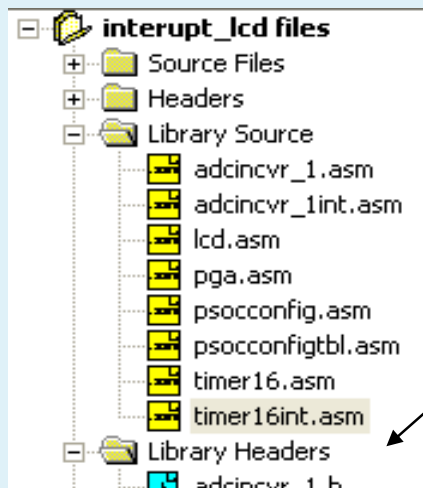 interupt_lcd files
Source Files
Headers
Library Source
adcincvr_1.asm
adcincvr_1int.asm
lcd.asm
pga.asm
psocconfig.asm
psocconfigtbl.asm
timer16.asm
timer16int.asm
Library Headers
adcincvr_1.h